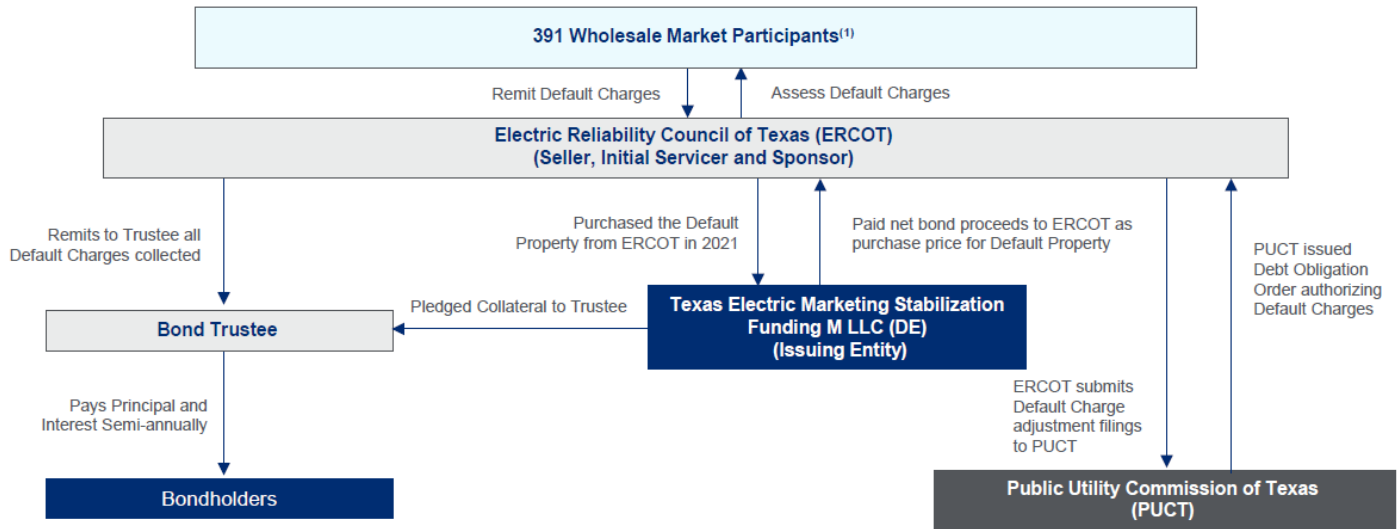 391 Wholesale Market Participants(1)
Remit Default Charges
Assess Default Charges
Electric Reliability Council of Texas (ERCOT)
(Seller, Initial Servicer and Sponsor)
Remits to Trustee all
Default Charges collected
Purchased the Default
Property from ERCOT in 2021
Paid net bond proceeds to ERCOT as
purchase price for Default Property
PUCT issued
Debt Obligation
Order authorizing
Default Charges
Pledged Collateral to Trustee
Texas Electric Marketing Stabilization
Funding M LLC (DE)
(Issuing Entity)
Bond Trustee
Pays Principal and
Interest Semi-annually
ERCOT submits
Default Charge
adjustment filings
to PUCT
Bondholders
Public Utility Commission of Texas
(PUCT)